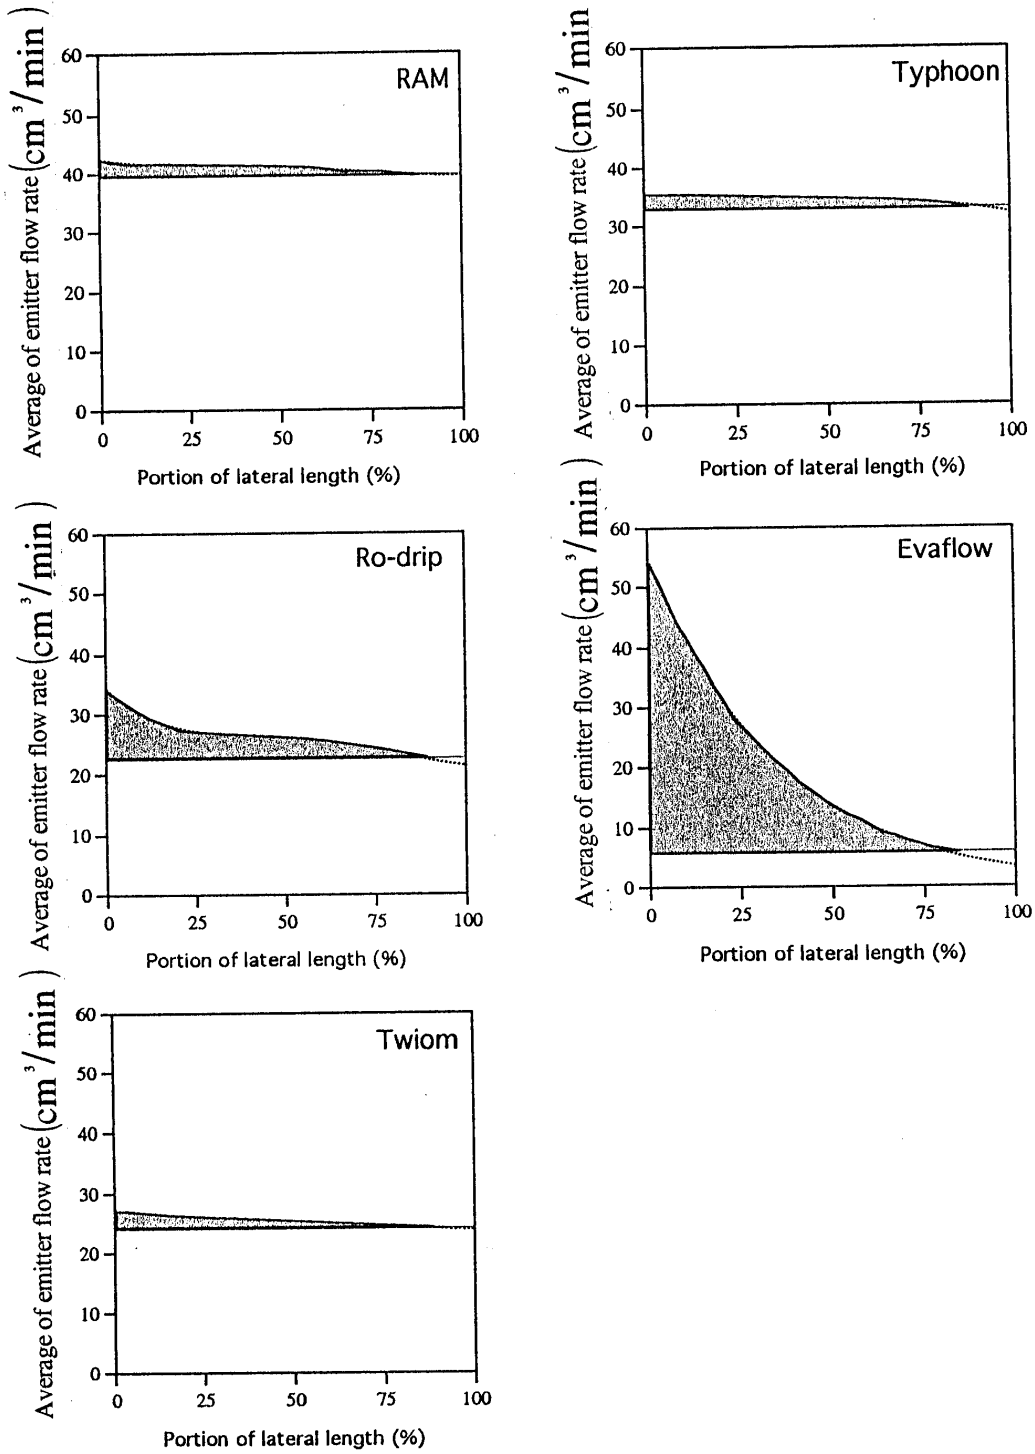 Average of emitter flow rate (cm³/min)
60
50
40
30
20
10
0
RAM
0 25 50 75 100
Portion of lateral length (%)
Average of emitter flow rate (cm³/min)
60
50
40
30
20
10
0
Typhoon
0 25 50 75 100
Portion of lateral length (%)
Average of emitter flow rate (cm³/min)
60
50
40
30
20
10
0
Ro-drip
0 25 50 75 100
Portion of lateral length (%)
Average of emitter flow rate (cm³/min)
60
50
40
30
20
10
0
Evaflow
0 25 50 75 100
Portion of lateral length (%)
Average of emitter flow rate (cm³/min)
60
50
40
30
20
10
0
Twiom
0 25 50 75 100
Portion of lateral length (%)